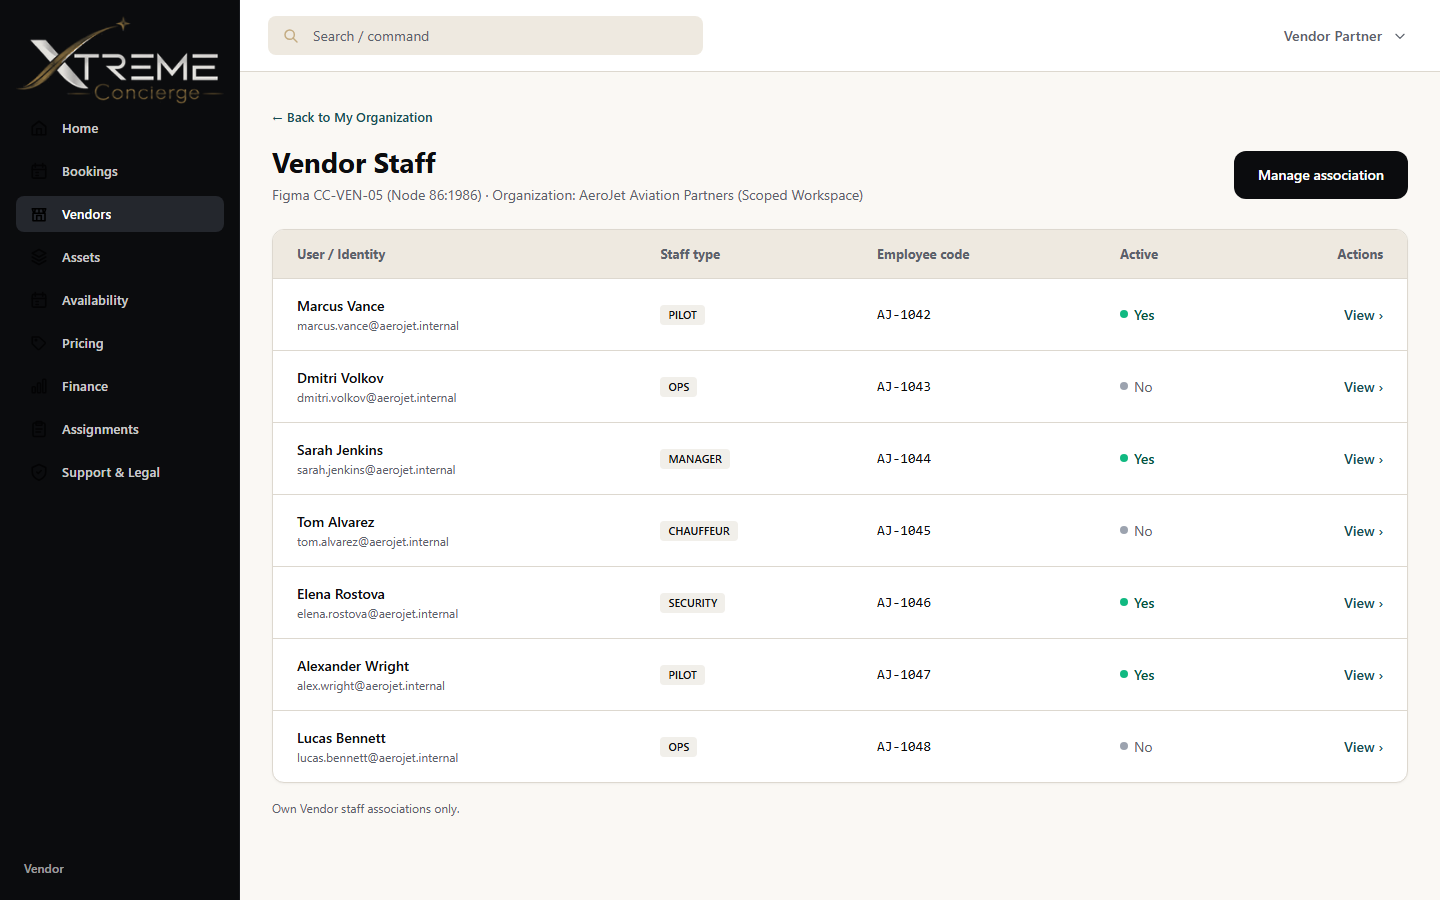 XTREME
Concierge
Search / command
Vendor Partner
Home
Bookings
Vendors
Assets
Availability
Pricing
Finance
Assignments
Support & Legal
Vendor
← Back to My Organization
Vendor Staff
Figma CC-VEN-05 (Node 86:1986) · Organization: AeroJet Aviation Partners (Scoped Workspace)
Manage association
User / Identity Staff type Employee code Active Actions
Marcus Vance
marcus.vance@aerojet.internal
PILOT AJ-1042 Yes View ›
Dmitri Volkov
dmitri.volkov@aerojet.internal
OPS AJ-1043 No View ›
Sarah Jenkins
sarah.jenkins@aerojet.internal
MANAGER AJ-1044 Yes View ›
Tom Alvarez
tom.alvarez@aerojet.internal
CHAUFFEUR AJ-1045 No View ›
Elena Rostova
elena.rostova@aerojet.internal
SECURITY AJ-1046 Yes View ›
Alexander Wright
alex.wright@aerojet.internal
PILOT AJ-1047 Yes View ›
Lucas Bennett
lucas.bennett@aerojet.internal
OPS AJ-1048 No View ›
Own Vendor staff associations only.